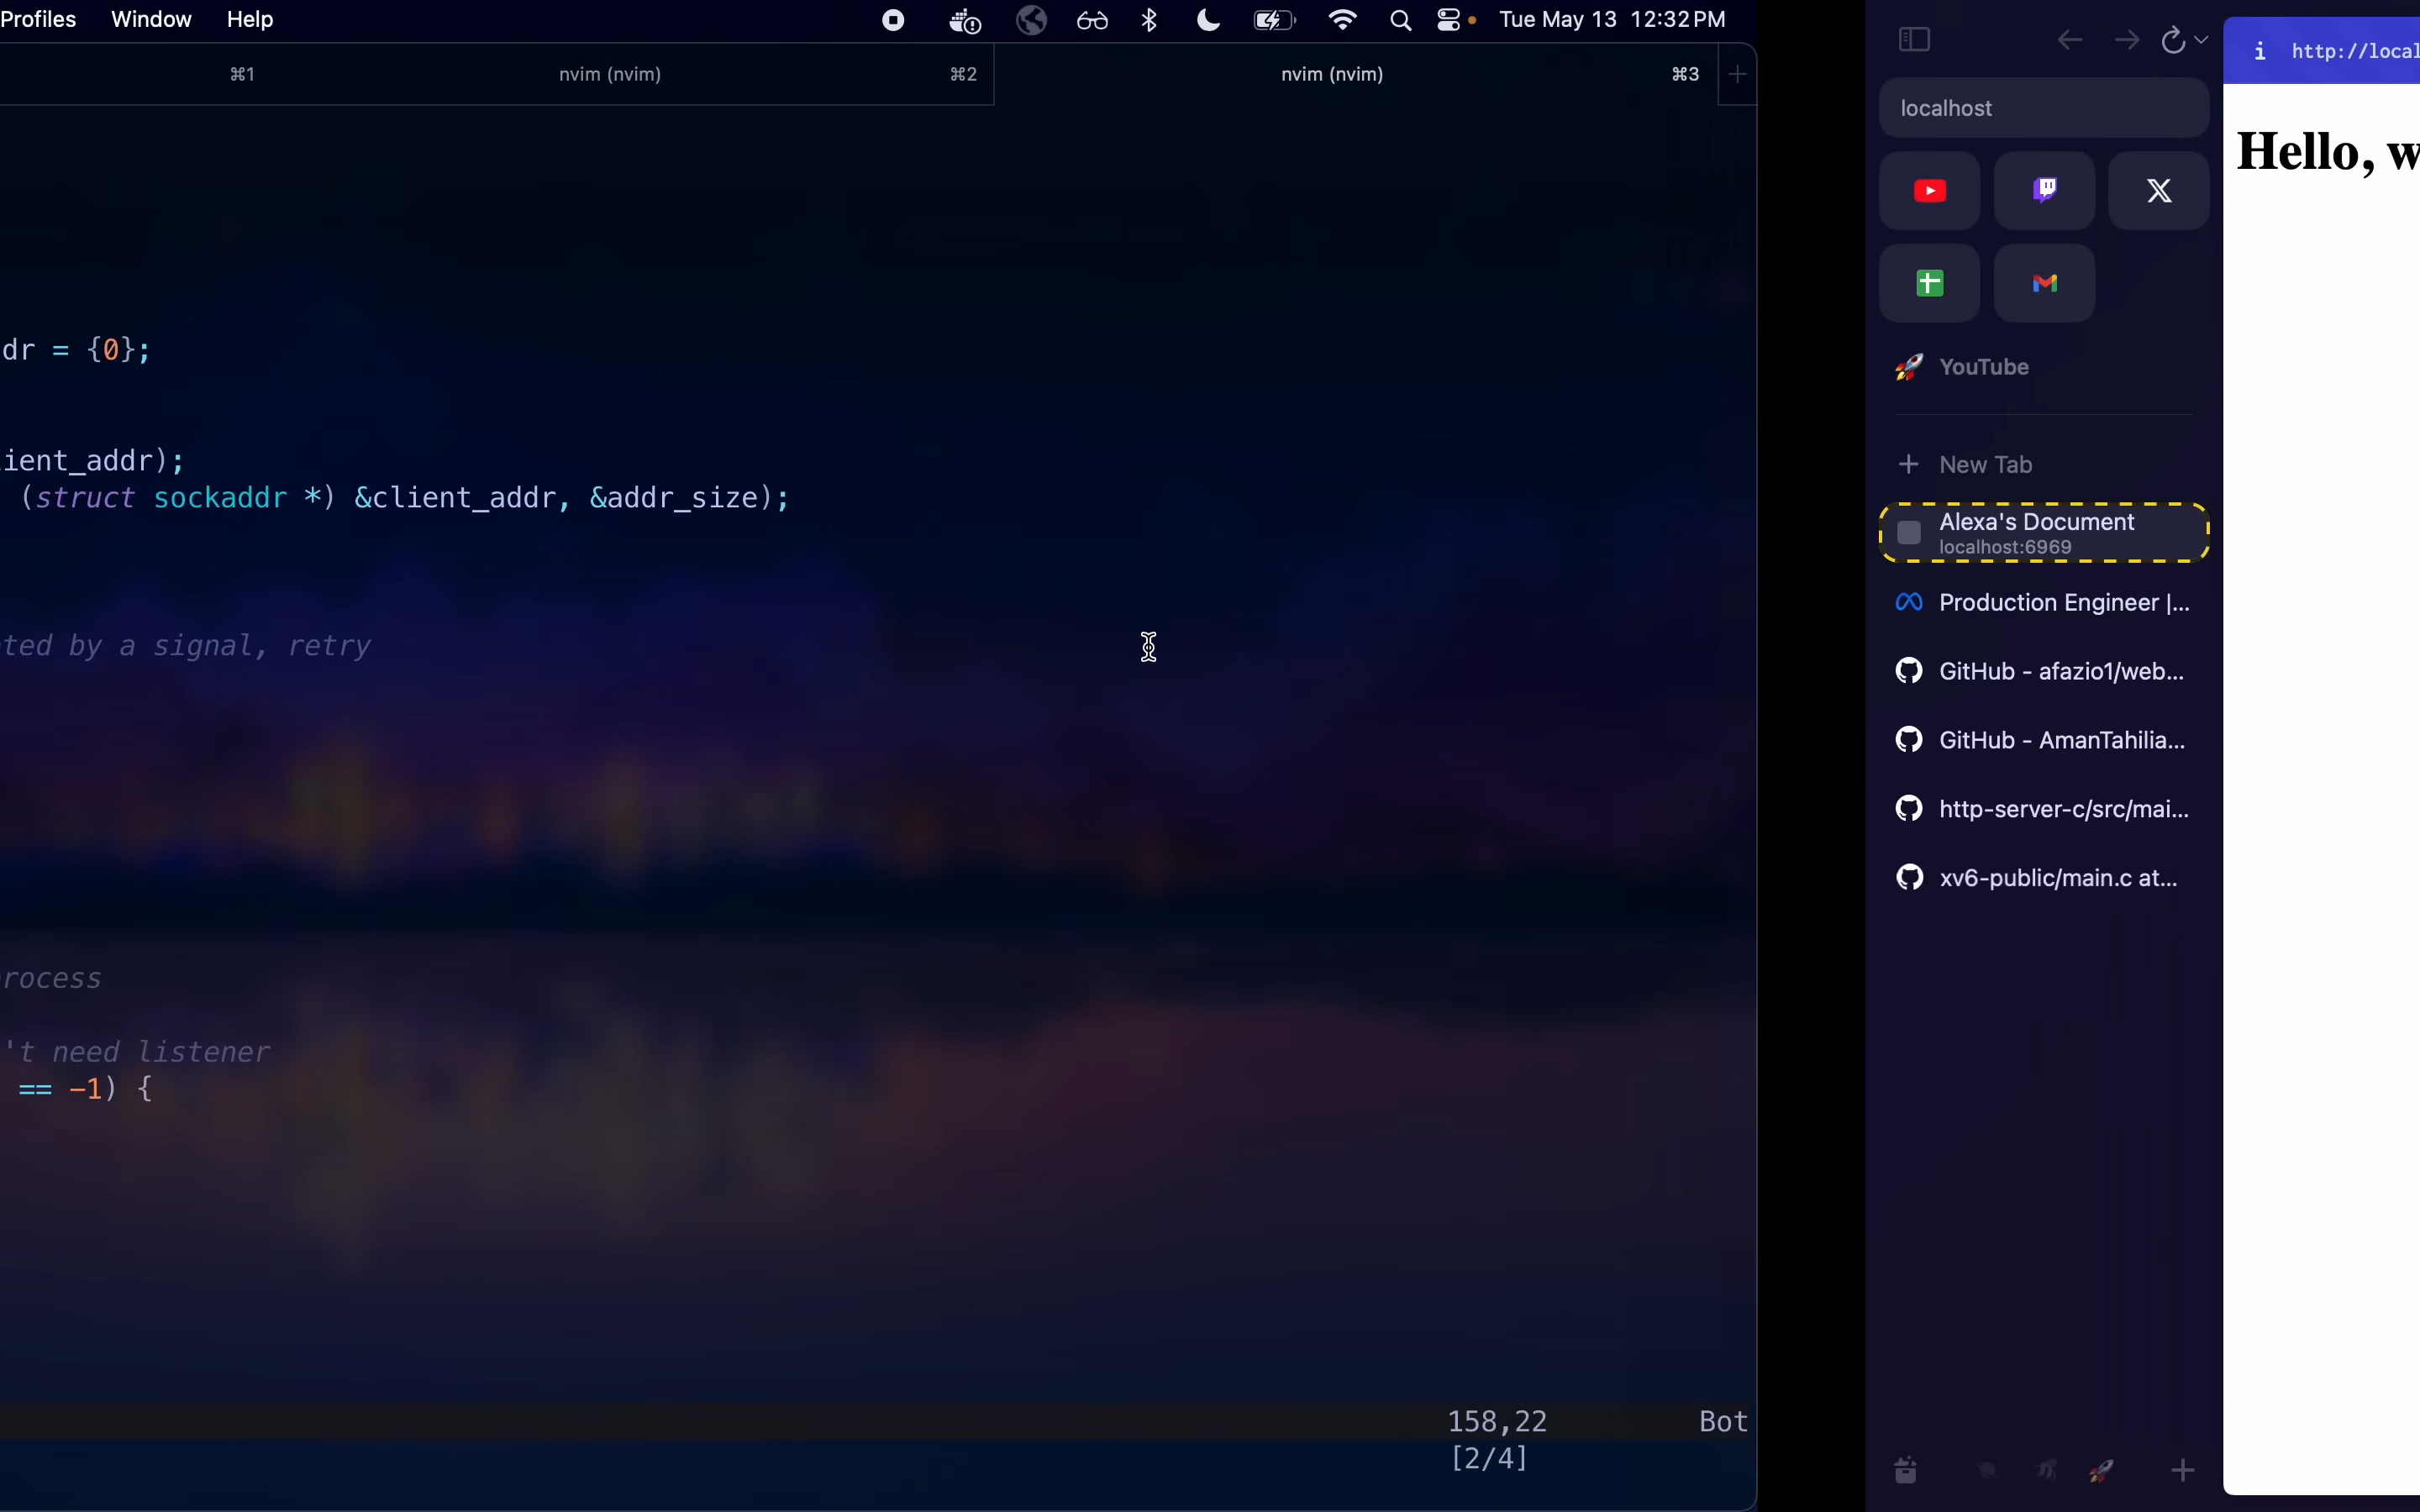 Profiles Window Help
Tue May 13 12:32 PM
⌘1
nvim (nvim) ⌘2
nvim (nvim) ⌘3
dr = {0};
ient_addr);
(struct sockaddr *) &client_addr, &addr_size);
ted by a signal, retry
rocess
't need listener
== -1) {
158,22 Bot
[2/4]
http://local
localhost
Hello, w
YouTube
New Tab
Alexa's Document
localhost:6969
Production Engineer |...
GitHub - afazio1/web...
GitHub - AmanTahilia...
http-server-c/src/mai...
xv6-public/main.c at...